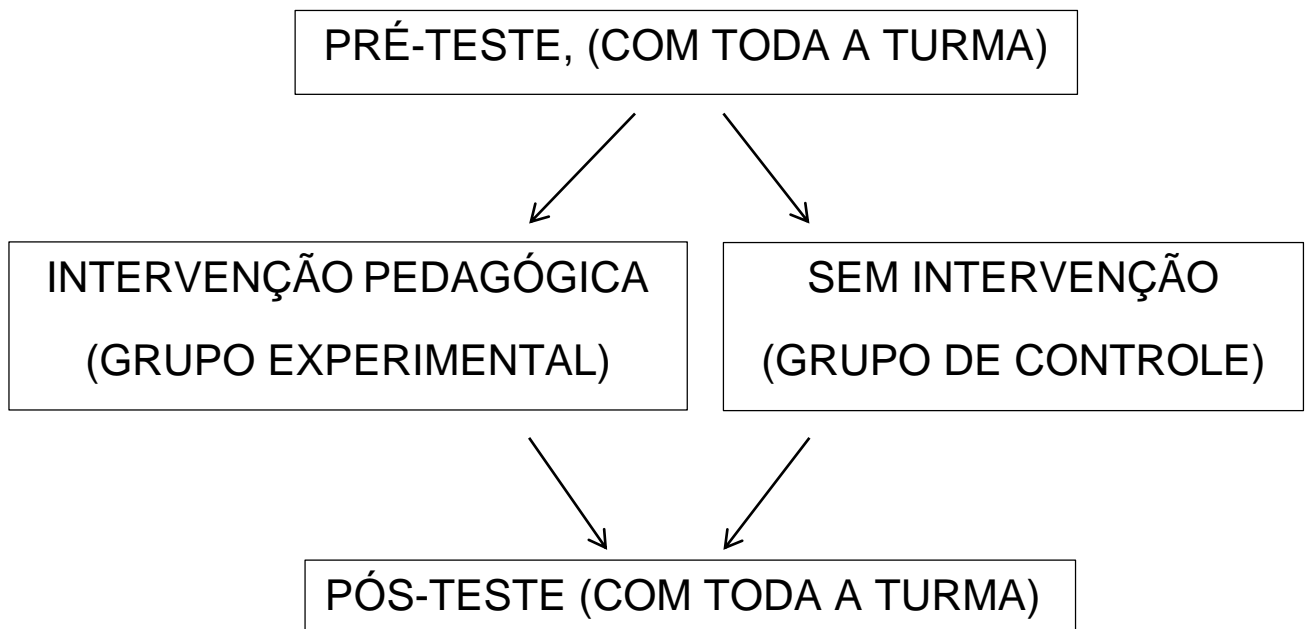 PRÉ-TESTE, (COM TODA A TURMA)
INTERVENÇÃO PEDAGÓGICA
(GRUPO EXPERIMENTAL)
SEM INTERVENÇÃO
(GRUPO DE CONTROLE)
PÓS-TESTE (COM TODA A TURMA)